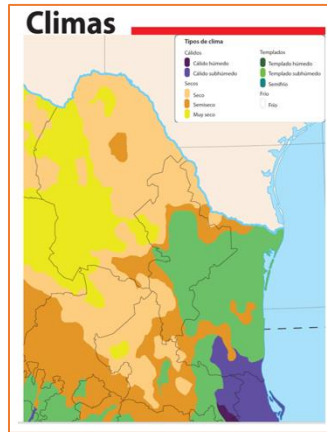 Climas
Tipos de clima
Cálidos
Cálido húmedo
Cálido subhúmedo
Secos
Seco
Semiseco
Muy seco
Templados
Templado húmedo
Templado subhúmedo
Semifrío
Frío
Frío